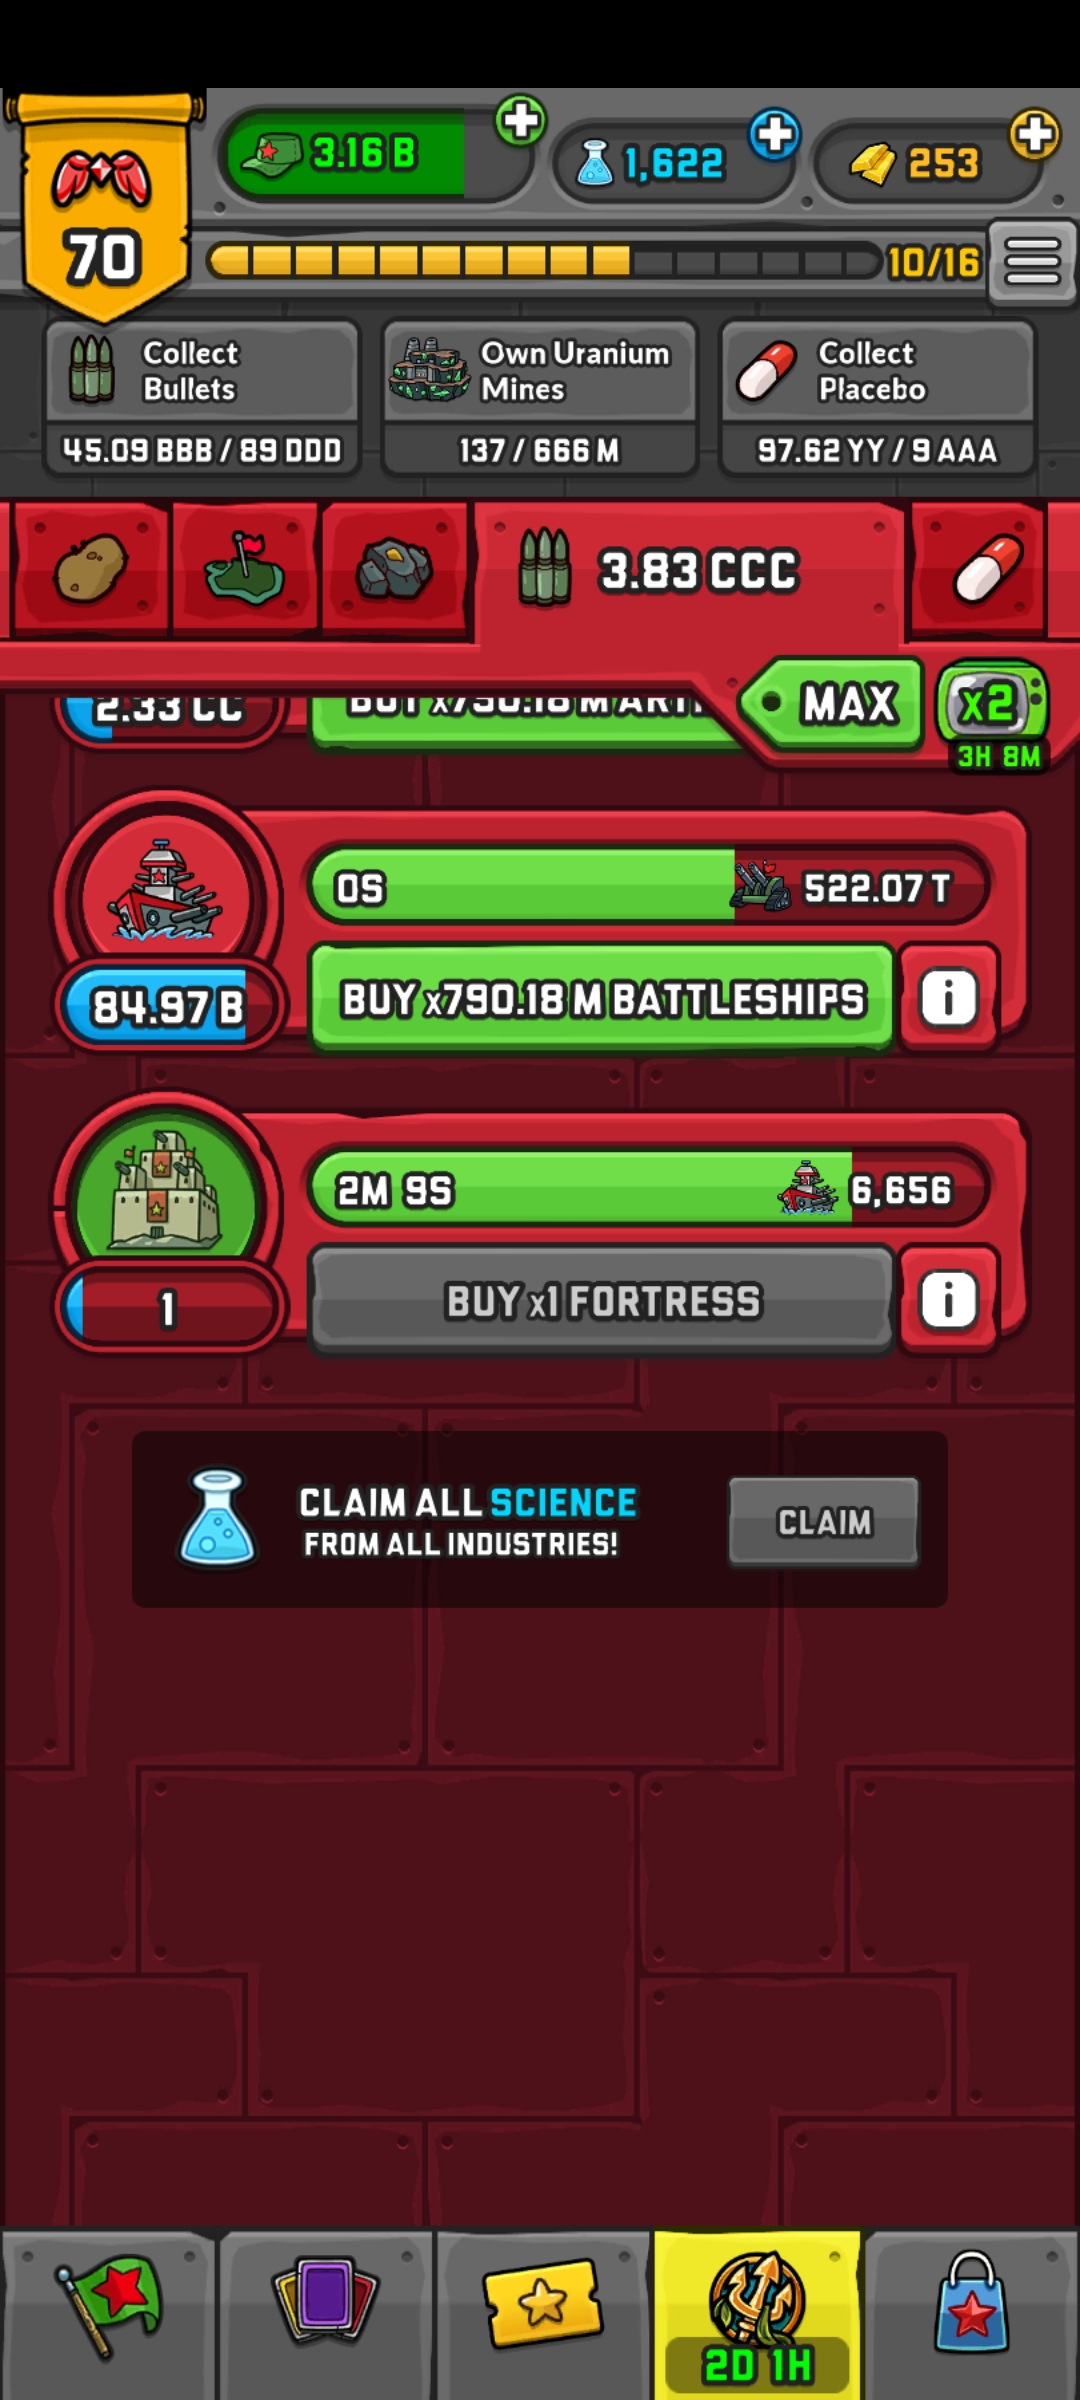 3.16 B
1,622
253
70
10/16
Collect
Bullets
45.09 BBB / 89 DDD
Own Uranium
Mines
137 / 666 M
Collect
Placebo
97.62 YY / 9 AAA
3.83 CCC
2.33 CC
BUY x790.18 M
MAX
x2
3H 8M
0S
522.07 T
84.97 B
BUY x790.18 M BATTLESHIPS
2M 9S
6,656
1
BUY x1 FORTRESS
CLAIM ALL SCIENCE
FROM ALL INDUSTRIES!
CLAIM
2D 1H